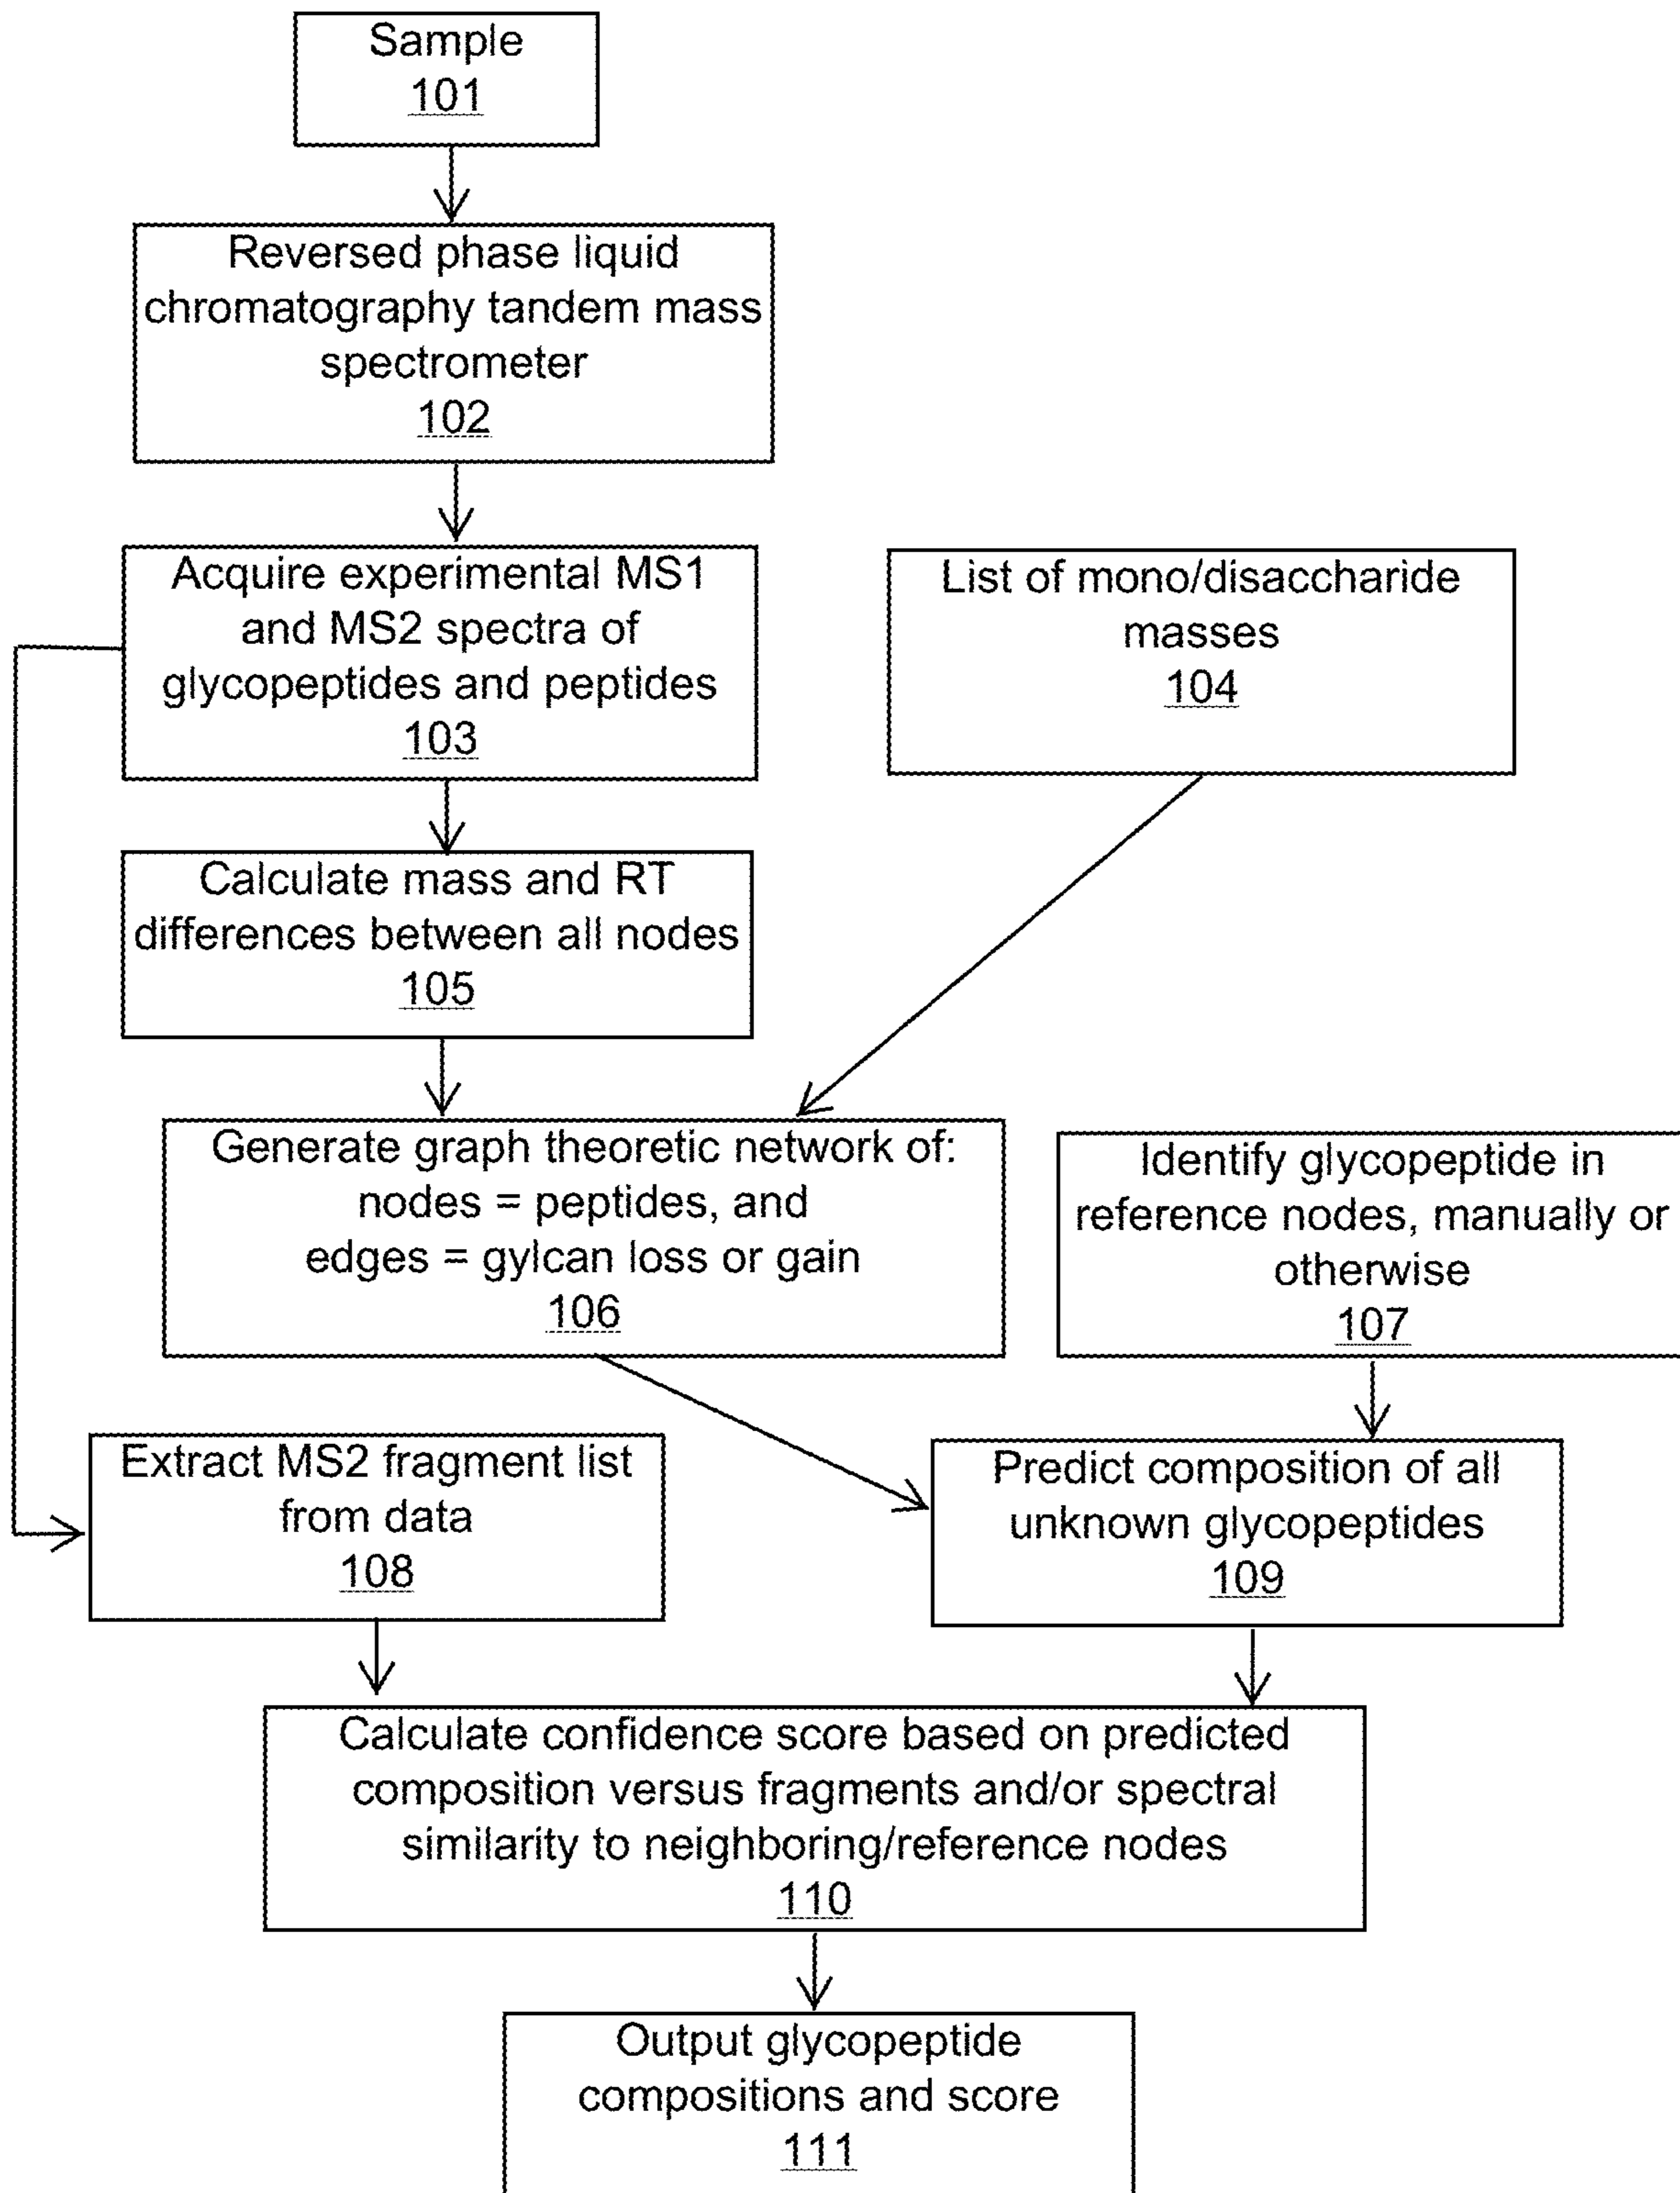 Sample
101
Reversed phase liquid
chromatography tandem mass
spectrometer
102
Acquire experimental MS1
and MS2 spectra of
glycopeptides and peptides
103
List of mono/disaccharide
masses
104
Calculate mass and RT
differences between all nodes
105
Generate graph theoretic network of:
nodes = peptides, and
edges = gylcan loss or gain
106
Identify glycopeptide in
reference nodes, manually or
otherwise
107
Extract MS2 fragment list
from data
108
Predict composition of all
unknown glycopeptides
109
Calculate confidence score based on predicted
composition versus fragments and/or spectral
similarity to neighboring/reference nodes
110
Output glycopeptide
compositions and score
111